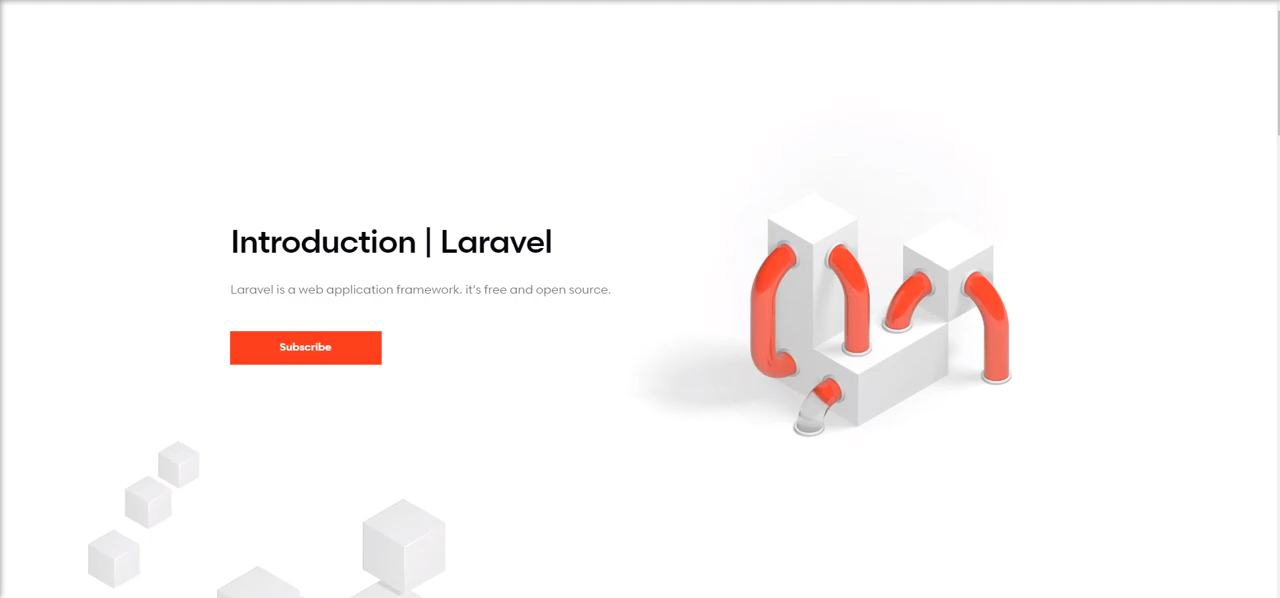 Introduction | Laravel
Laravel is a web application framework. it's free and open source.
Subscribe